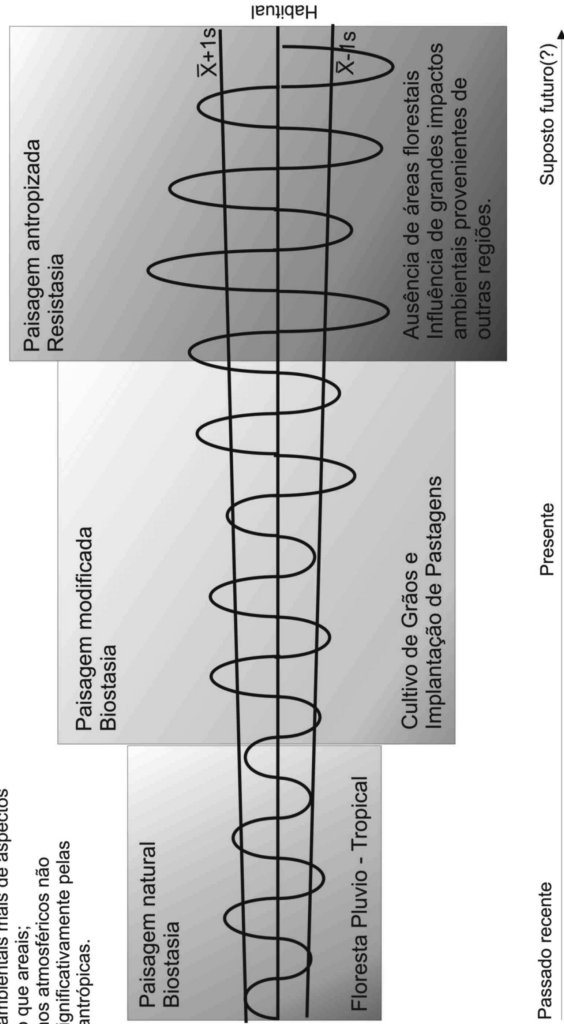 ambientais mais de aspectos
o que areais;
os atmosféricos não
ignificativamente pelas
antrópicas.
Paisagem natural
Biostasia
Floresta Pluvio - Tropical
Paisagem modificada
Biostasia
Cultivo de Grãos e
Implantação de Pastagens
Paisagem antropizada
Resistasia
Ausência de áreas florestais
Influência de grandes impactos
ambientais provenientes de
outras regiões.
X̅+1s
Habitual
X̅-1s
Passado recente
Presente
Suposto futuro(?)